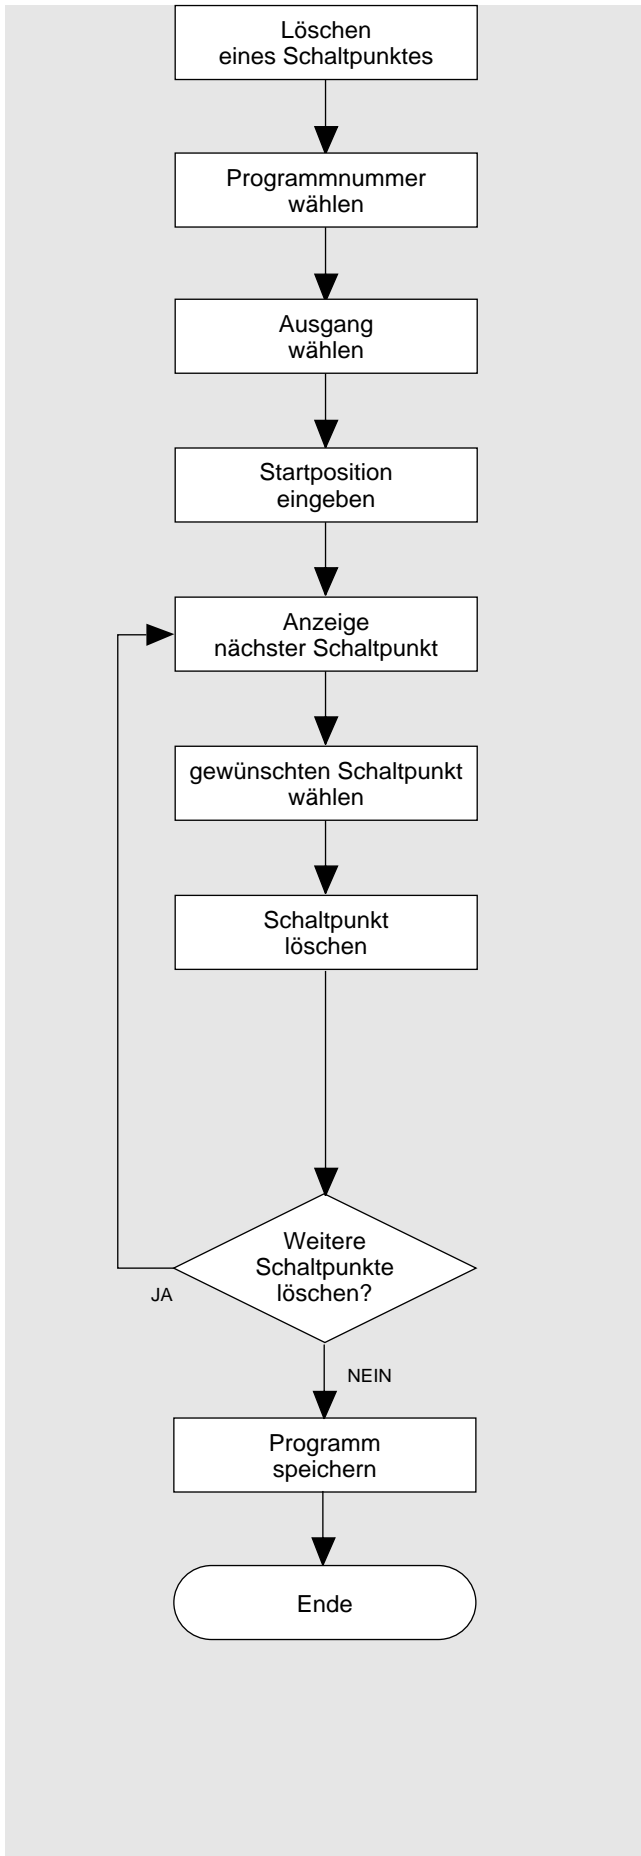 Löschen
eines Schaltpunktes
Programmnummer
wählen
Ausgang
wählen
Startposition
eingeben
Anzeige
nächster Schaltpunkt
gewünschten Schaltpunkt
wählen
Schaltpunkt
löschen
Weitere
Schaltpunkte
löschen?
JA
NEIN
Programm
speichern
Ende